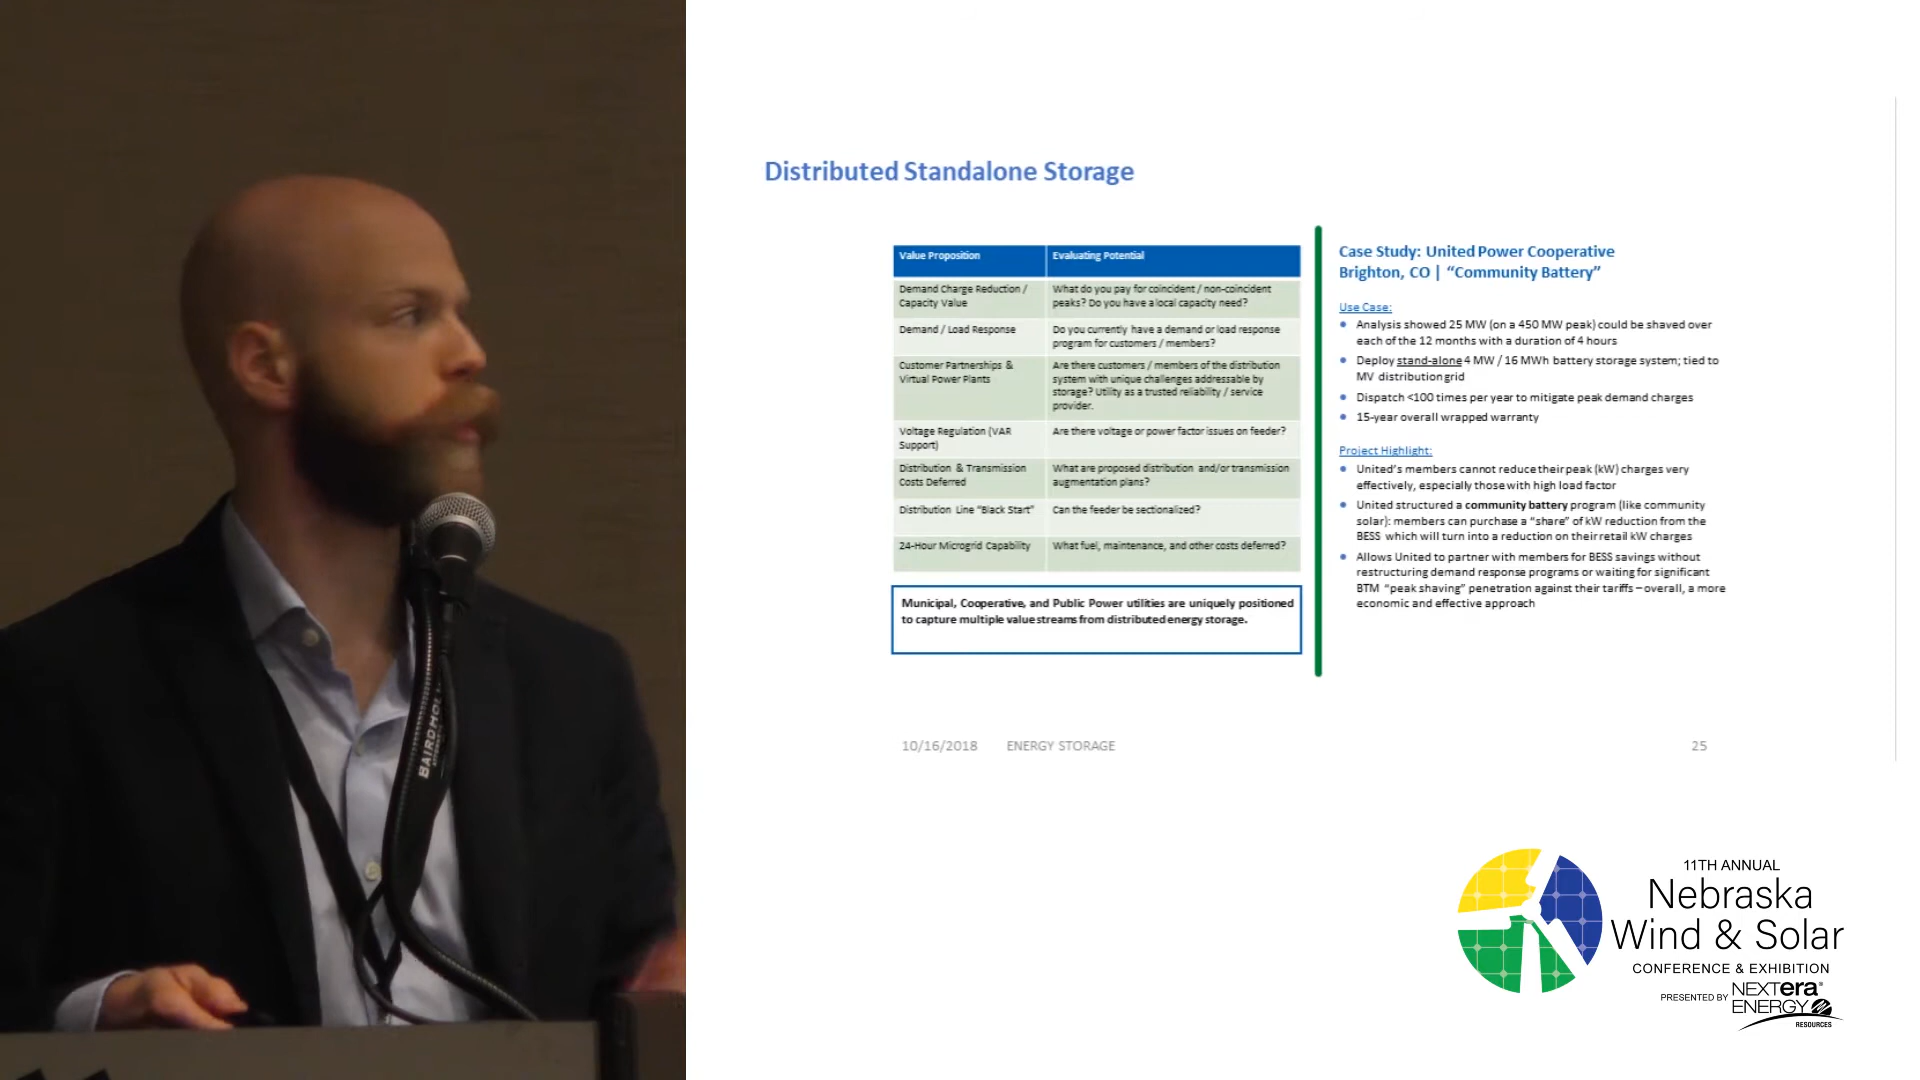 Distributed Standalone Storage
Value Proposition
Evaluating Potential
Demand Charge Reduction /
Capacity Value
What do you pay for coincident / non-coincident
peaks? Do you have a local capacity need?
Demand / Load Response
Do you currently have a demand or load response
program for customers / members?
Customer Partnerships &
Virtual Power Plants
Are there customers / members of the distribution
system with unique challenges addressable by
storage? Utility as a trusted reliability / service
provider.
Voltage Regulation (VAR
Support)
Are there voltage or power factor issues on feeder?
Distribution & Transmission
Costs Deferred
What are proposed distribution and/or transmission
augmentation plans?
Distribution Line "Black Start"
Can the feeder be sectionalized?
24-Hour Microgrid Capability
What fuel, maintenance, and other costs deferred?
Municipal, Cooperative, and Public Power utilities are uniquely positioned
to capture multiple value streams from distributed energy storage.
Case Study: United Power Cooperative
Brighton, CO | “Community Battery”
Use Case:
• Analysis showed 25 MW (on a 450 MW peak) could be shaved over
each of the 12 months with a duration of 4 hours
• Deploy stand-alone 4 MW / 16 MWh battery storage system; tied to
MV distribution grid
• Dispatch <100 times per year to mitigate peak demand charges
• 15-year overall wrapped warranty
Project Highlight:
• United’s members cannot reduce their peak (kW) charges very
effectively, especially those with high load factor
• United structured a community battery program (like community
solar): members can purchase a “share” of kW reduction from the
BESS which will turn into a reduction on their retail kW charges
• Allows United to partner with members for BESS savings without
restructuring demand response programs or waiting for significant
BTM “peak shaving” penetration against their tariffs – overall, a more
economic and effective approach
10/16/2018
ENERGY STORAGE
25
BAIRDHOL
11TH ANNUAL
Nebraska
Wind & Solar
CONFERENCE & EXHIBITION
PRESENTED BY
NEXTera®
ENERGY
RESOURCES